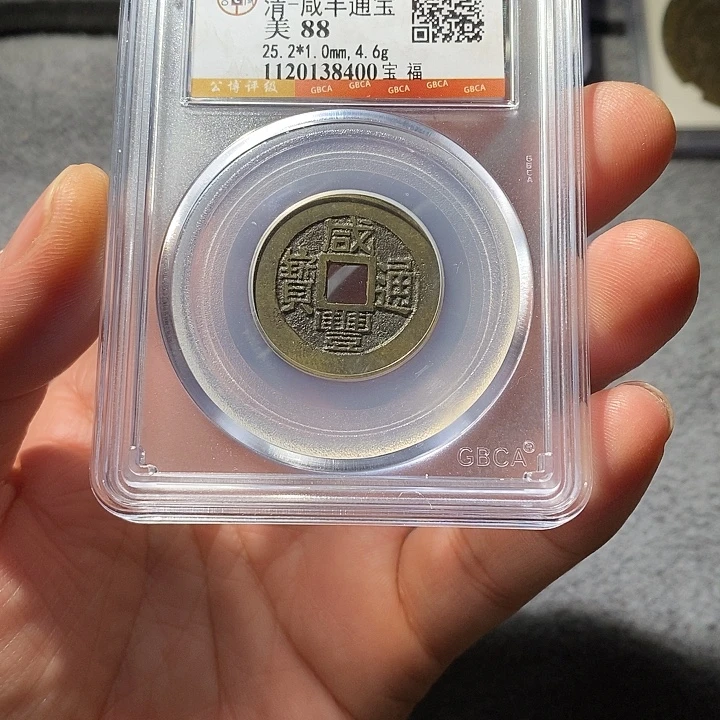 清-咸丰通宝
美 88
25.2*1.0mm, 4.6g
1120138400 宝 福
公博评级 GBCA GBCA GBCA GBCA GBCA
GBCA
咸豐通寶
GBCA